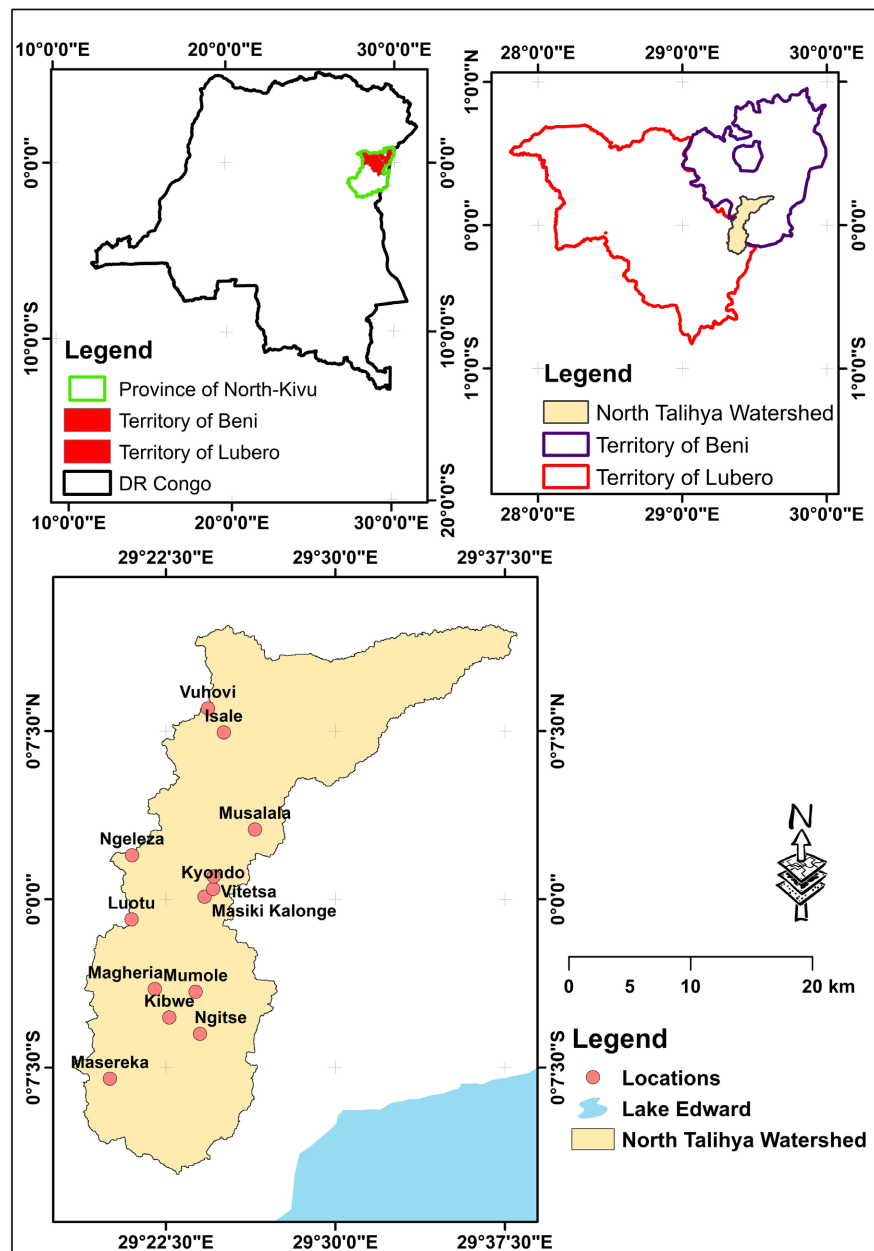 10°0'0"E 20°0'0"E 30°0'0"E
0°0'0"
0°0'0"
10°0'0"S
10°0'0"S
20°0'0"S
Legend
Province of North-Kivu
Territory of Beni
Territory of Lubero
DR Congo
10°0'0"E 20°0'0"E 30°0'0"E
28°0'0"E 29°0'0"E 30°0'0"E
1°0'0"N
0°0'0"
0°0'0"
1°0'0"S
1°0'0"S
Legend
North Talihya Watershed
Territory of Beni
Territory of Lubero
28°0'0"E 29°0'0"E 30°0'0"E
29°22'30"E 29°30'0"E 29°37'30"E
Vuhovi
Isale
0°7'30"N
0°7'30"N
Musalala
Ngeleza
Kyondo
Vitetsa
0°0'0"
0°0'0"
Luotu
Masiki Kalonge
Magheria Mumole
Kibwe
Ngitse
Masereka
0°7'30"S
0°7'30"S
29°22'30"E 29°30'0"E 29°37'30"E
N
0 5 10 20 km
Legend
Locations
Lake Edward
North Talihya Watershed